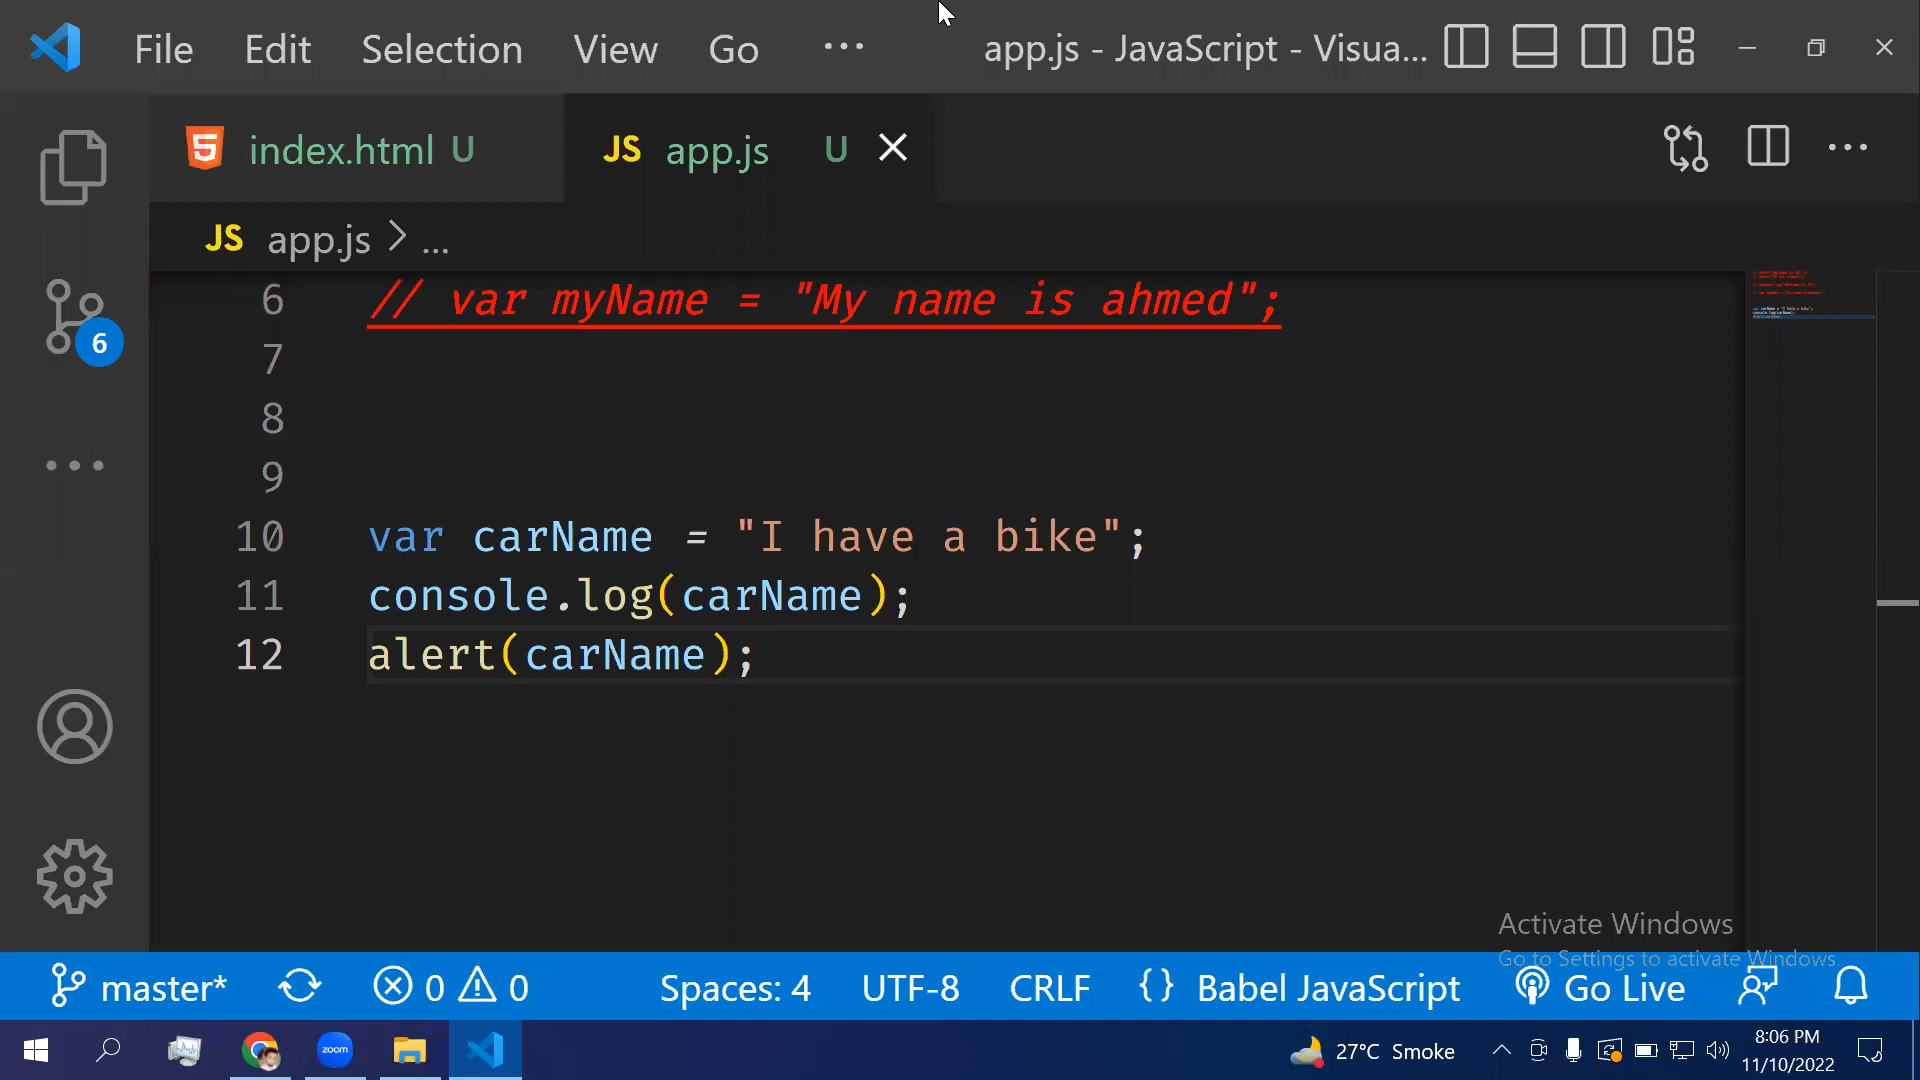 File Edit Selection View Go ··· app.js - JavaScript - Visua...
index.html U JS app.js U
JS app.js > ...
6 // var myName = "My name is ahmed";
7
8
9
10 var carName = "I have a bike";
11 console.log(carName);
12 alert(carName);
6
Activate Windows
Go to Settings to activate Windows.
master* 0 0 Spaces: 4 UTF-8 CRLF {} Babel JavaScript Go Live
zoom 27°C Smoke 8:06 PM
11/10/2022